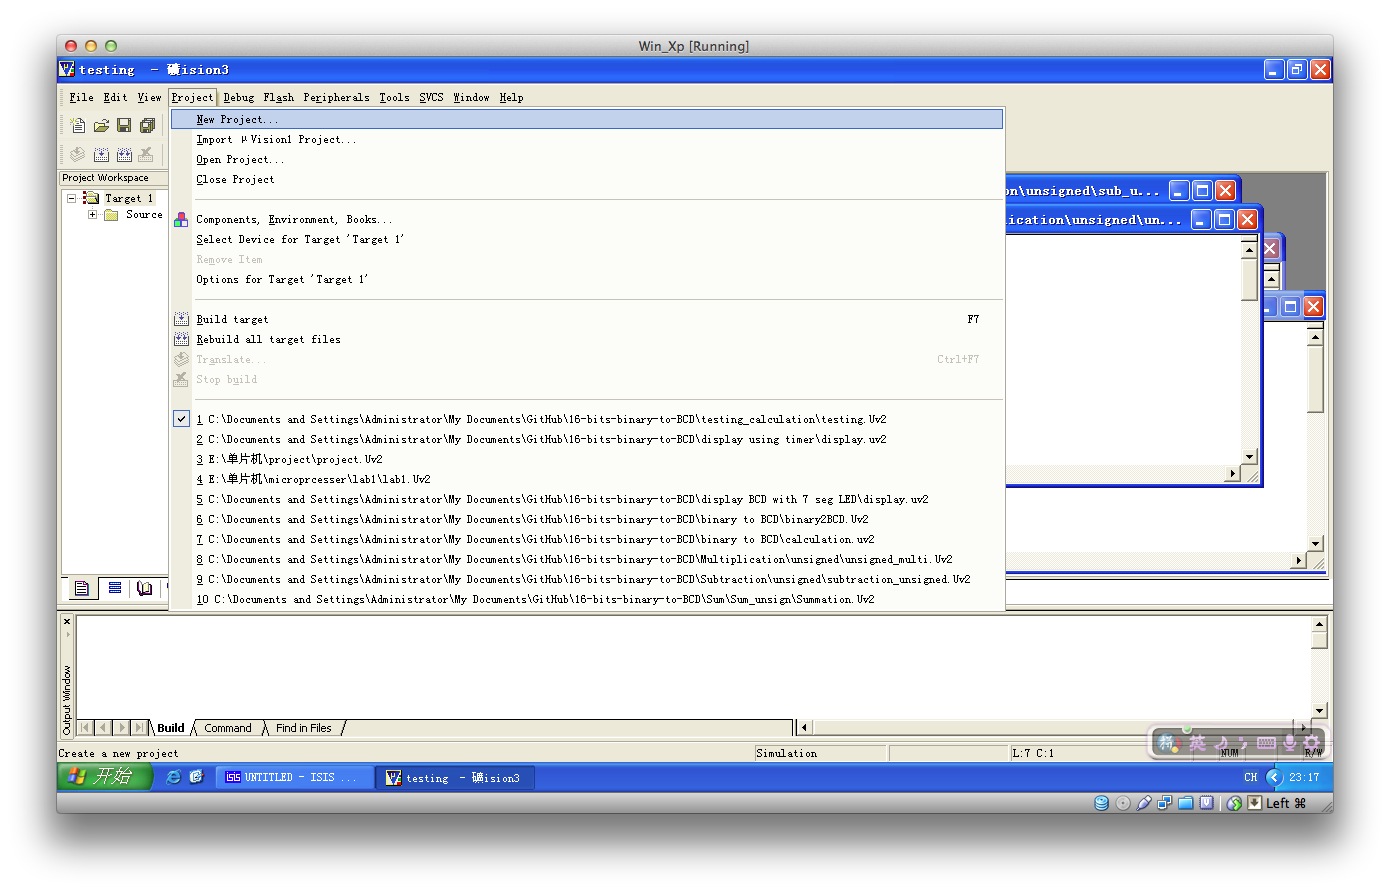 Win_Xp [Running]
testing - 礦ision3
File Edit View Project Debug Flash Peripherals Tools SVCS Window Help
New Project...
Import μVision1 Project...
Open Project...
Close Project
Project Workspace
Target 1
Source
Components, Environment, Books...
Select Device for Target 'Target 1'
Remove Item
Options for Target 'Target 1'
Build target F7
Rebuild all target files
Translate... Ctrl+F7
Stop build
1 C:\Documents and Settings\Administrator\My Documents\GitHub\16-bits-binary-to-BCD\testing_calculation\testing.Uv2
2 C:\Documents and Settings\Administrator\My Documents\GitHub\16-bits-binary-to-BCD\display using timer\display.uv2
3 E:\单片机\project\project.Uv2
4 E:\单片机\microprcesser\lab1\lab1.Uv2
5 C:\Documents and Settings\Administrator\My Documents\GitHub\16-bits-binary-to-BCD\display BCD with 7 seg LED\display.uv2
6 C:\Documents and Settings\Administrator\My Documents\GitHub\16-bits-binary-to-BCD\binary to BCD\binary2BCD.Uv2
7 C:\Documents and Settings\Administrator\My Documents\GitHub\16-bits-binary-to-BCD\binary to BCD\calculation.uv2
8 C:\Documents and Settings\Administrator\My Documents\GitHub\16-bits-binary-to-BCD\Multiplication\unsigned\unsigned_multi.Uv2
9 C:\Documents and Settings\Administrator\My Documents\GitHub\16-bits-binary-to-BCD\Subtraction\unsigned\subtraction_unsigned.Uv2
10 C:\Documents and Settings\Administrator\My Documents\GitHub\16-bits-binary-to-BCD\Sum\Sum_unsign\Summation.Uv2
on\unsigned\sub_u...
ication\unsigned\un...
Output Window
Build Command Find in Files
Create a new project Simulation L:7 C:1 NUM R/W
英
开始 UNTITLED - ISIS ... testing - 礦ision3 CH 23:17
Left ⌘